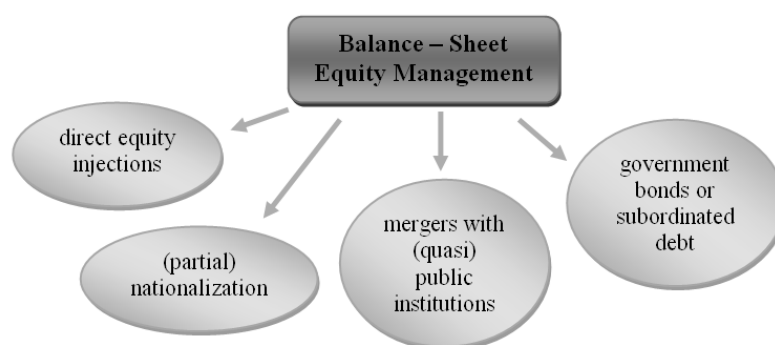 Balance – Sheet
Equity Management
direct equity
injections
(partial)
nationalization
mergers with
(quasi)
public
institutions
government
bonds or
subordinated
debt